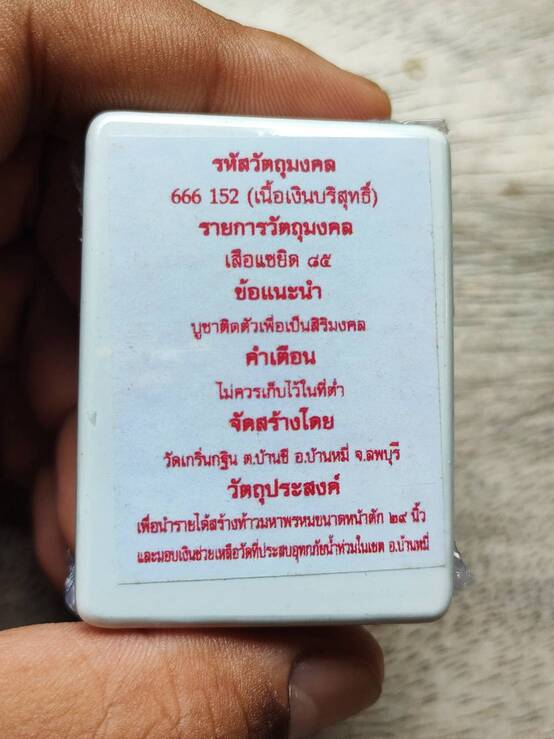 รหัสวัตถุมงคล
666 152 (เนื้อเงินบริสุทธิ์)
รายการวัตถุมงคล
เสือแซยิด ๘๕
ข้อแนะนำ
บูชาติดตัวเพื่อเป็นสิริมงคล
คำเตือน
ไม่ควรเก็บไว้ในที่ต่ำ
จัดสร้างโดย
วัดเกริ่นกฐิน ต.บ้านชี อ.บ้านหมี่ จ.ลพบุรี
วัตถุประสงค์
เพื่อนำรายได้สร้างท้าวมหาพรหมขนาดหน้าตัก ๒๙ นิ้ว
และมอบเงินช่วยเหลือวัดที่ประสบอุทกภัยน้ำท่วมในเขต อ.บ้านหมี่